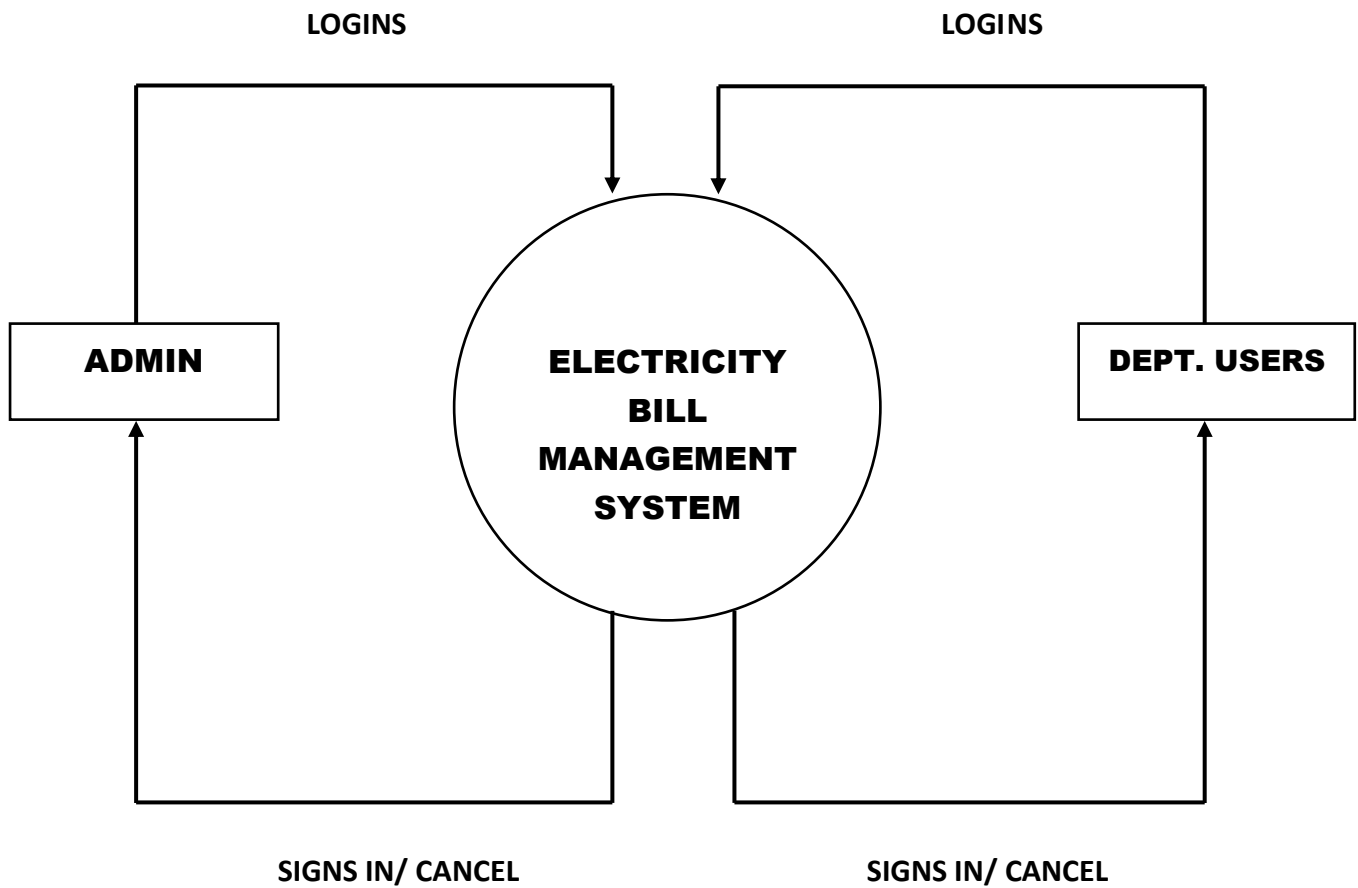 LOGINS
LOGINS
ADMIN
ELECTRICITY
BILL
MANAGEMENT
SYSTEM
DEPT. USERS
SIGNS IN/ CANCEL
SIGNS IN/ CANCEL